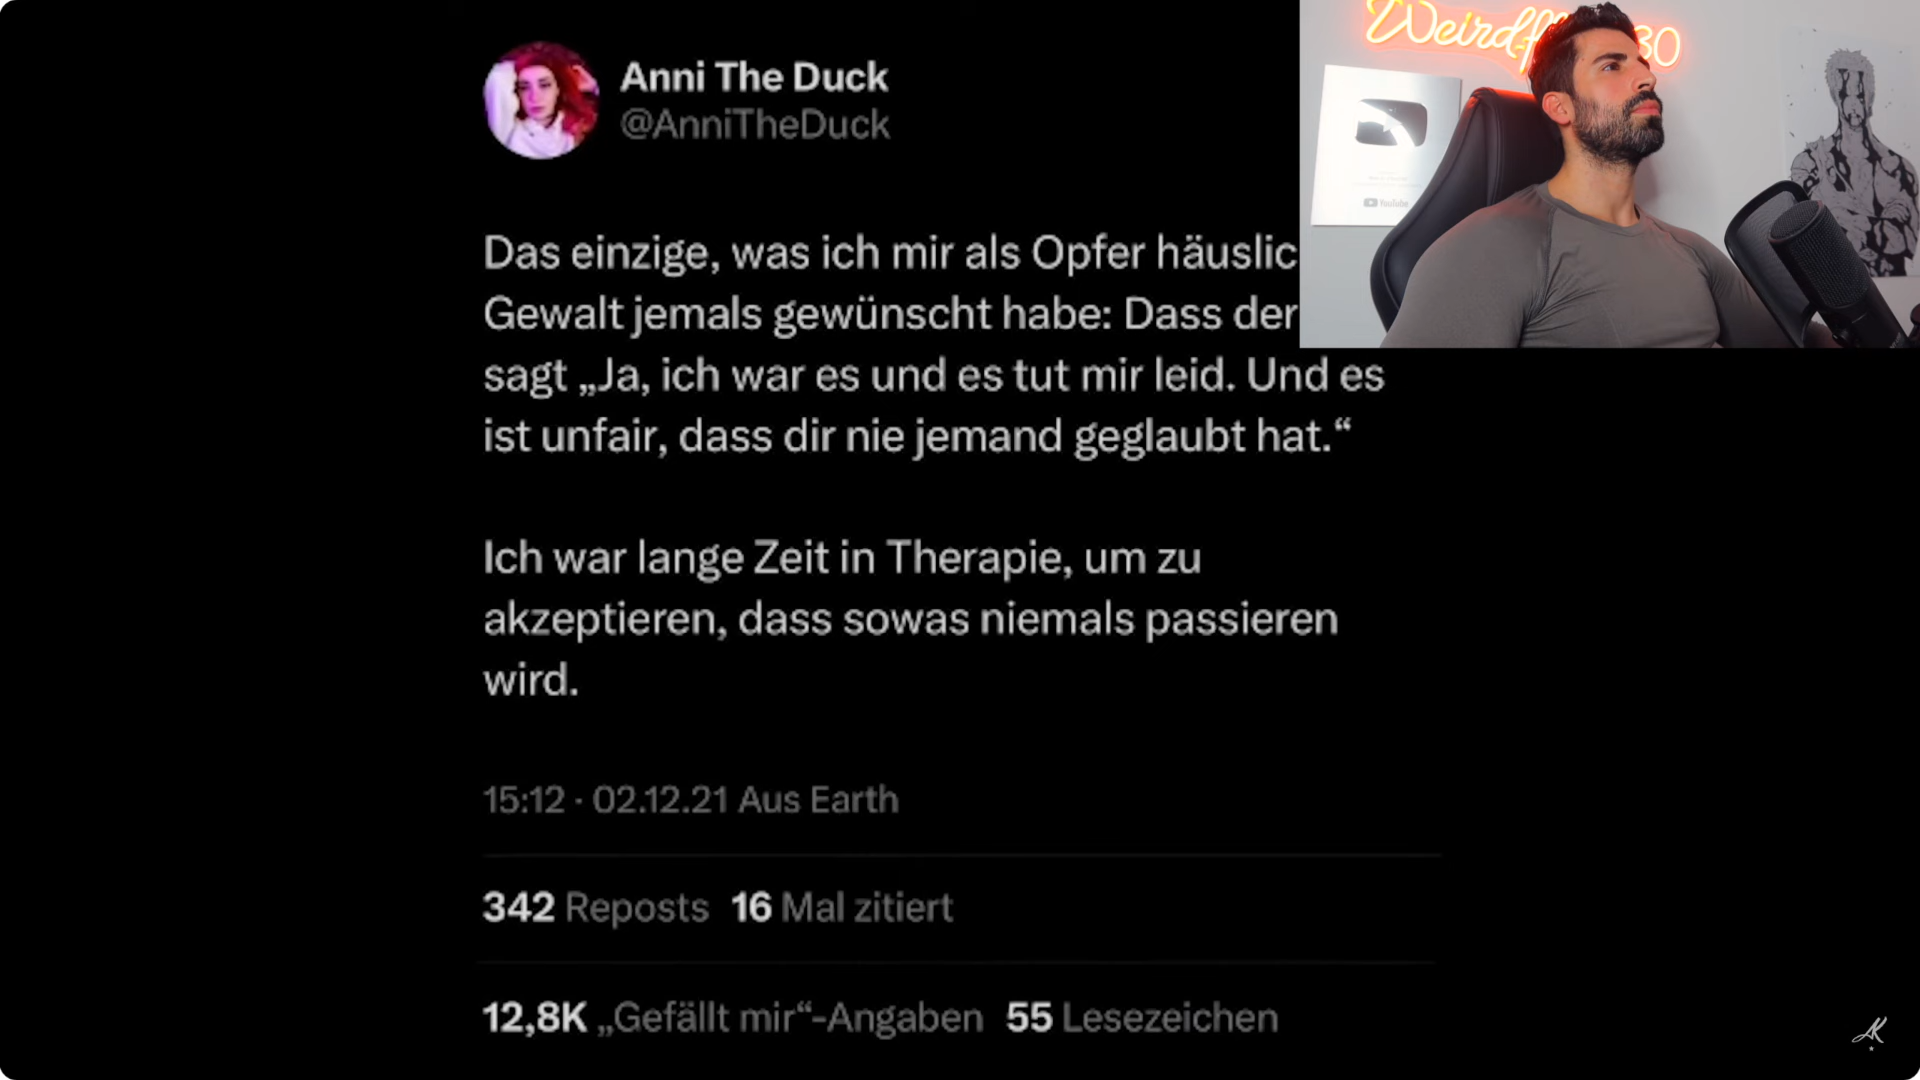 Anni The Duck
@AnniTheDuck
Das einzige, was ich mir als Opfer häuslic
Gewalt jemals gewünscht habe: Dass der
sagt „Ja, ich war es und es tut mir leid. Und es
ist unfair, dass dir nie jemand geglaubt hat.“
Ich war lange Zeit in Therapie, um zu
akzeptieren, dass sowas niemals passieren
wird.
15:12 · 02.12.21 Aus Earth
342 Reposts 16 Mal zitiert
12,8K „Gefällt mir“-Angaben 55 Lesezeichen
30
YouTube
AK